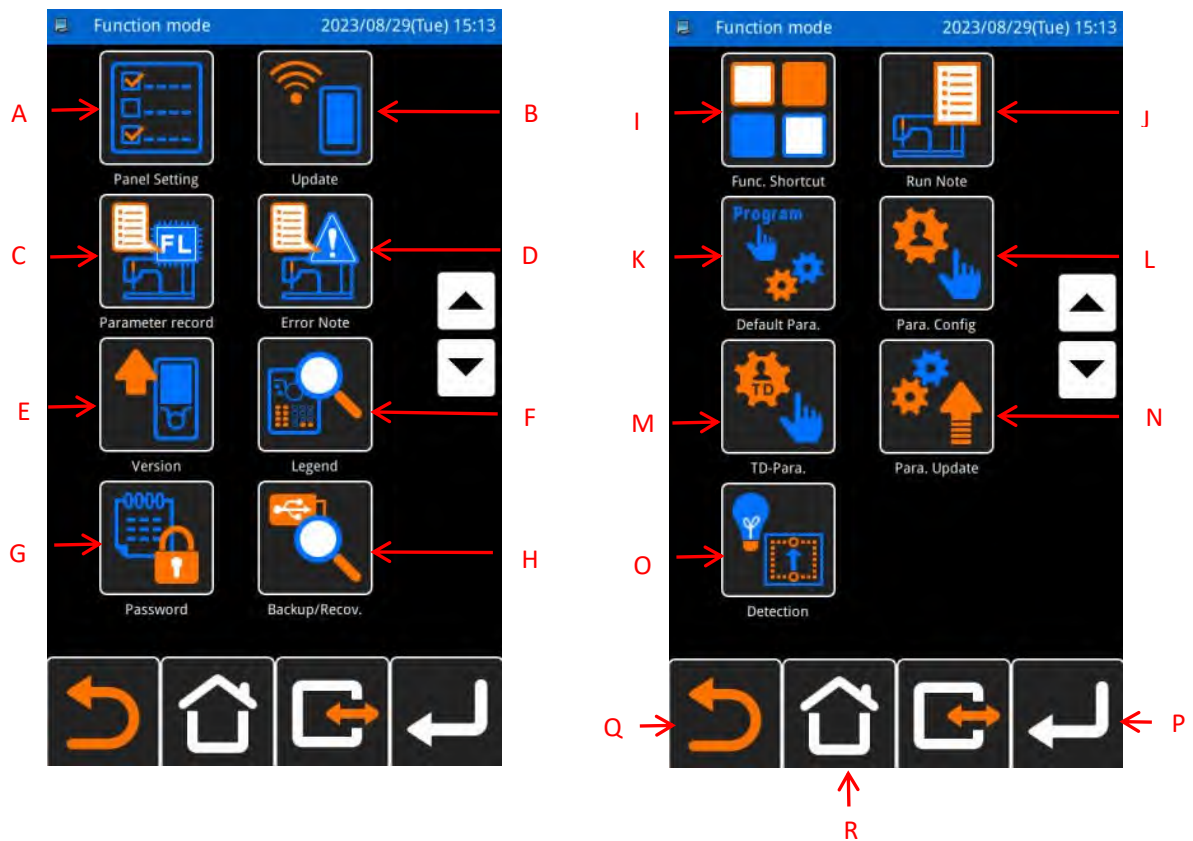 Function mode 2023/08/29(Tue) 15:13
A
B
Panel Setting Update
C
FL
D
Parameter record Error Note
E
F
Version Legend
G
H
Password Backup/Recov.
Function mode 2023/08/29(Tue) 15:13
I
J
Func. Shortcut Run Note
Program
K
L
Default Para. Para. Config
M
TD
N
TD-Para. Para. Update
O
Detection
Q
P
R